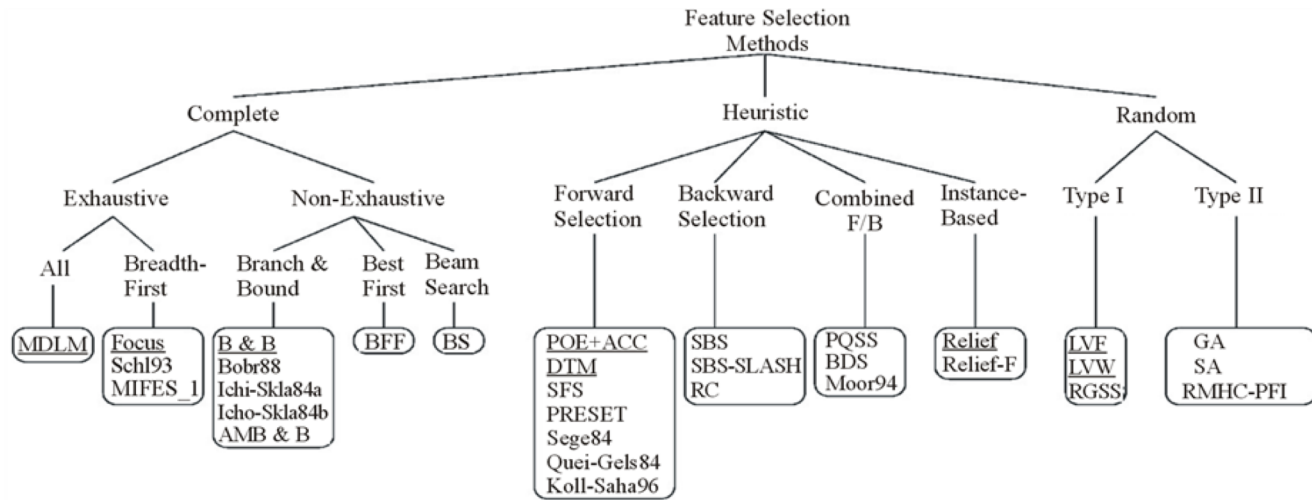 Feature Selection
Methods
Complete
Heuristic
Random
Exhaustive
Non-Exhaustive
Forward
Selection
Backward
Selection
Combined
F/B
Instance-
Based
Type I
Type II
All
Breadth-
First
Branch &
Bound
Best
First
Beam
Search
MDLM
Focus
Schl93
MIFES_1
B & B
Bobr88
Ichi-Skla84a
Icho-Skla84b
AMB & B
BFF
BS
POE+ACC
DTM
SFS
PRESET
Sege84
Quei-Gels84
Koll-Saha96
SBS
SBS-SLASH
RC
PQSS
BDS
Moor94
Relief
Relief-F
LVF
LVW
RGSS
GA
SA
RMHC-PFI